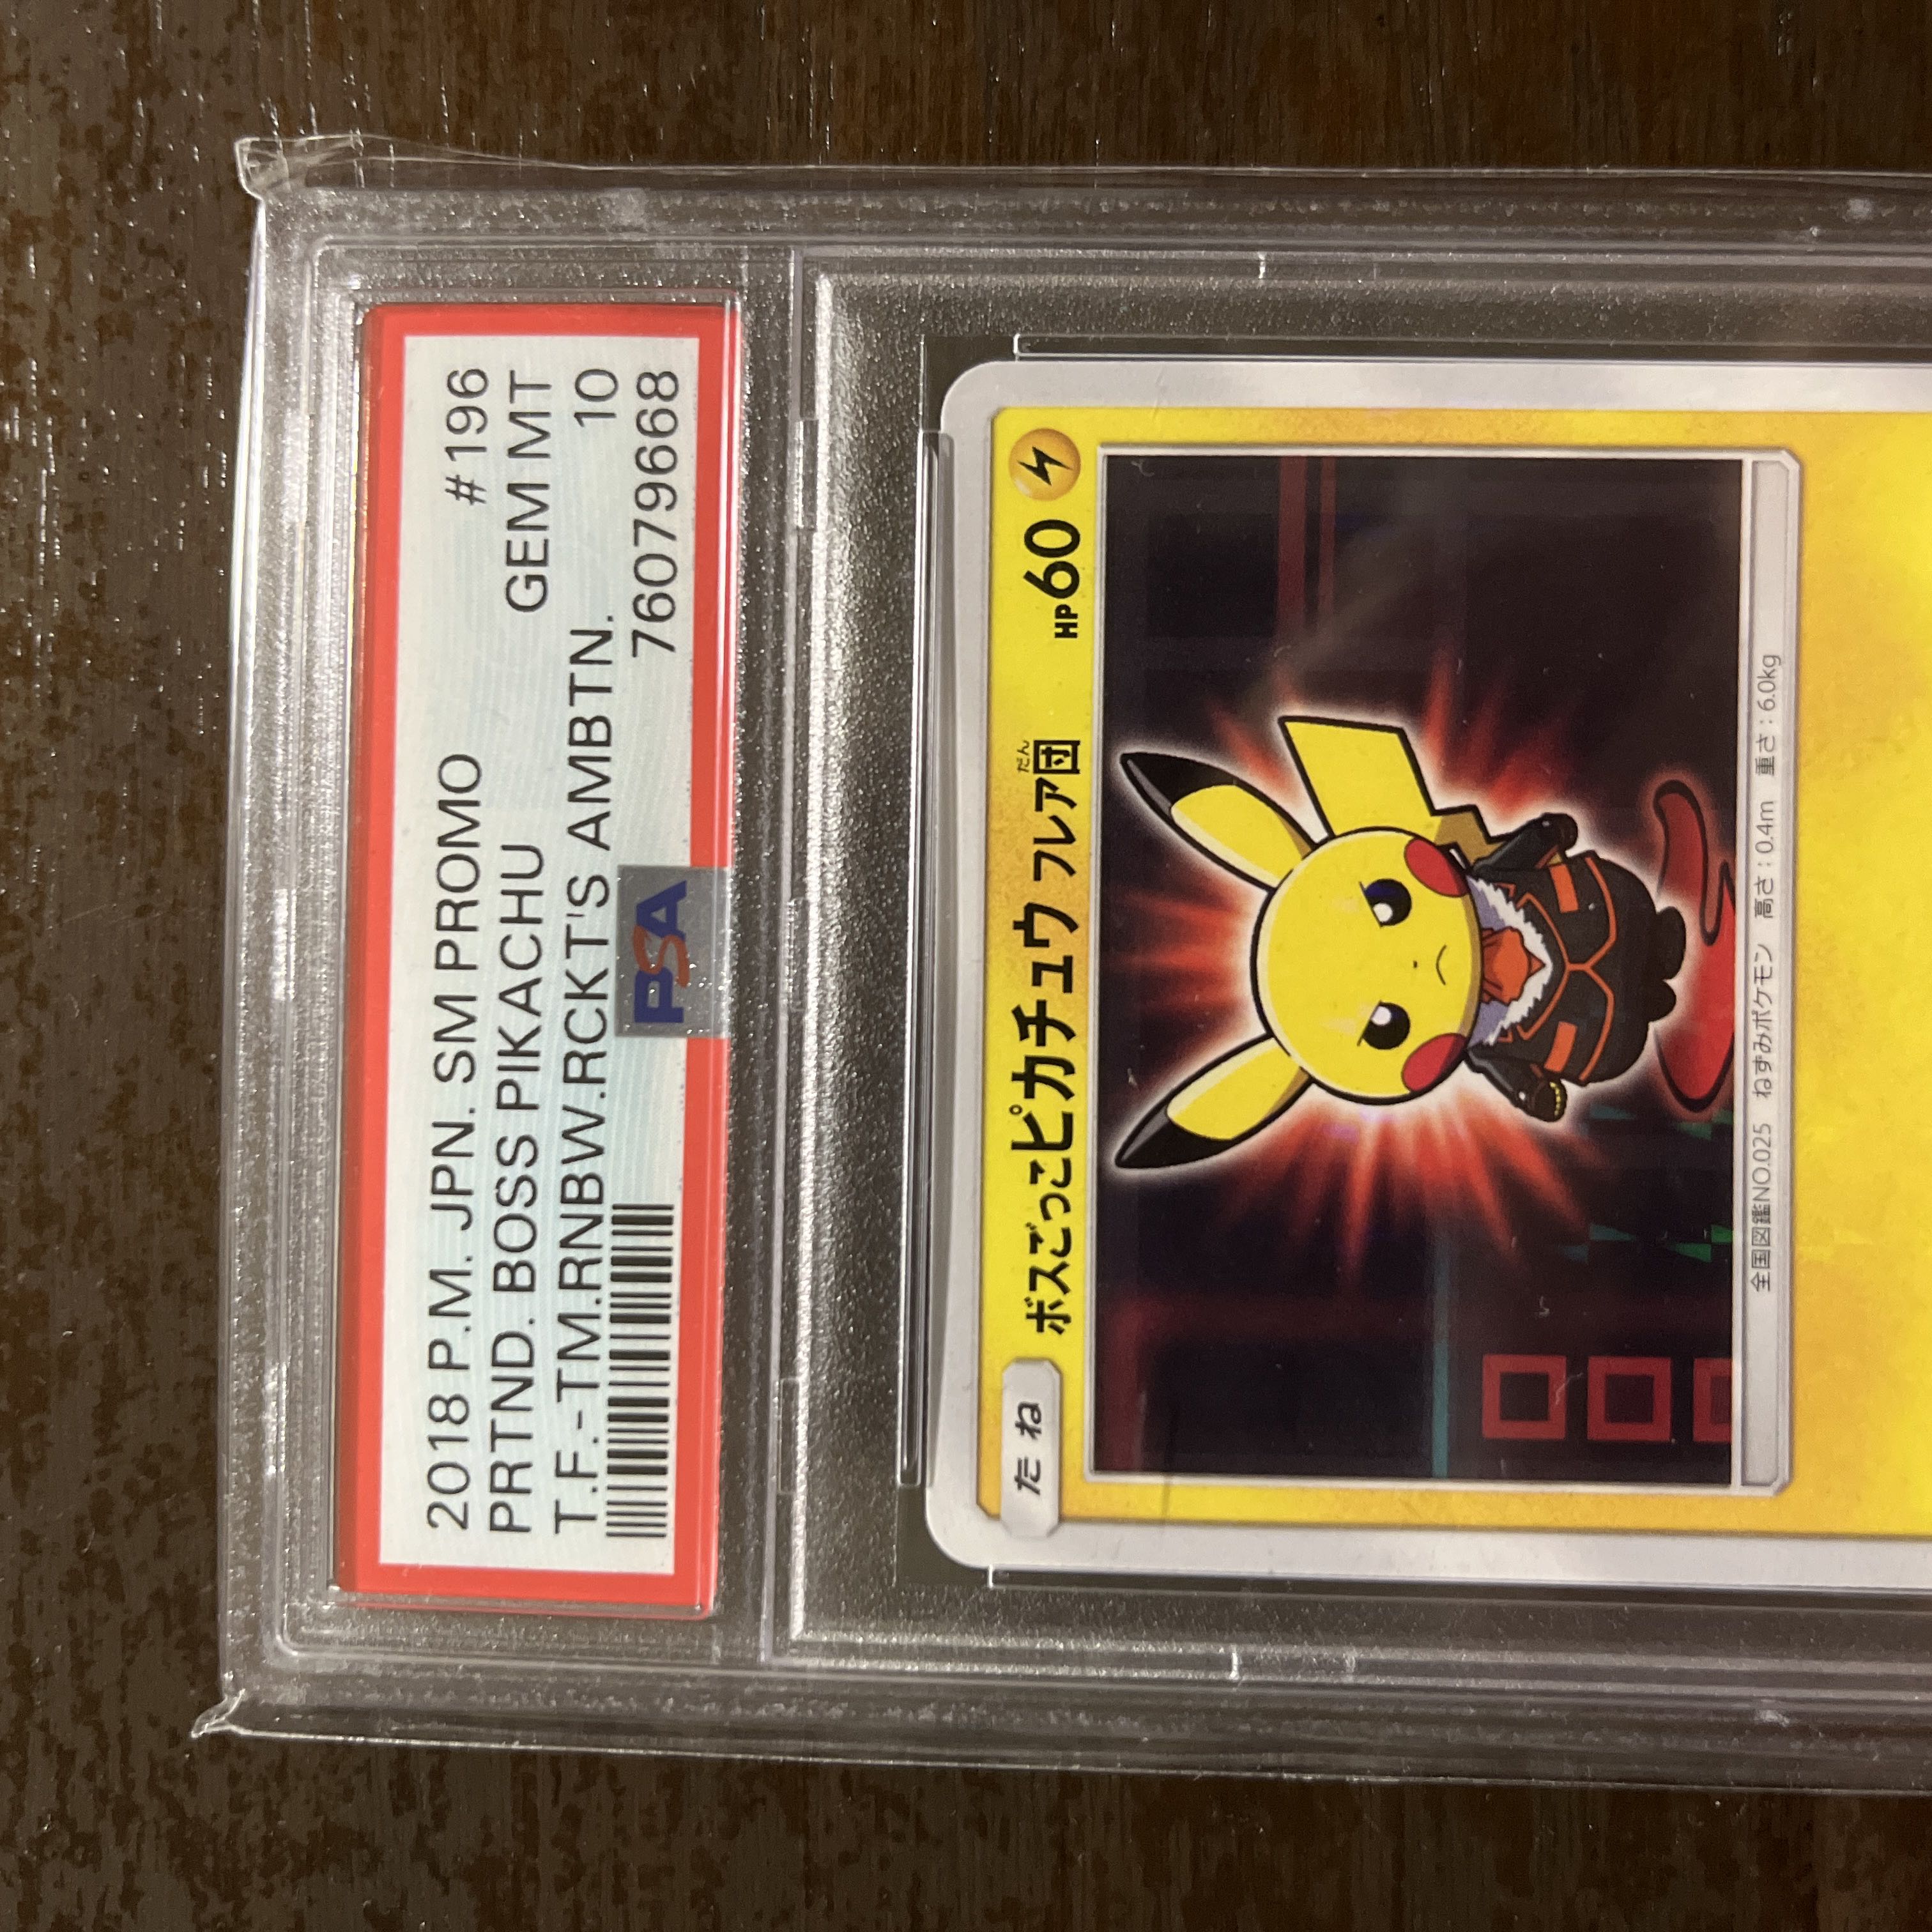 2018 P.M. JPN. SM PROMO #196
PRTND. BOSS PIKACHU GEM MT
T.F.-TM.RNBW.RCKT'S AMBTN. 10
PSA 76079668
たね ボスごっこピカチュウ フレア団 HP60
だん
全国図鑑NO.025 ねずみポケモン 高さ:0.4m 重さ:6.0kg